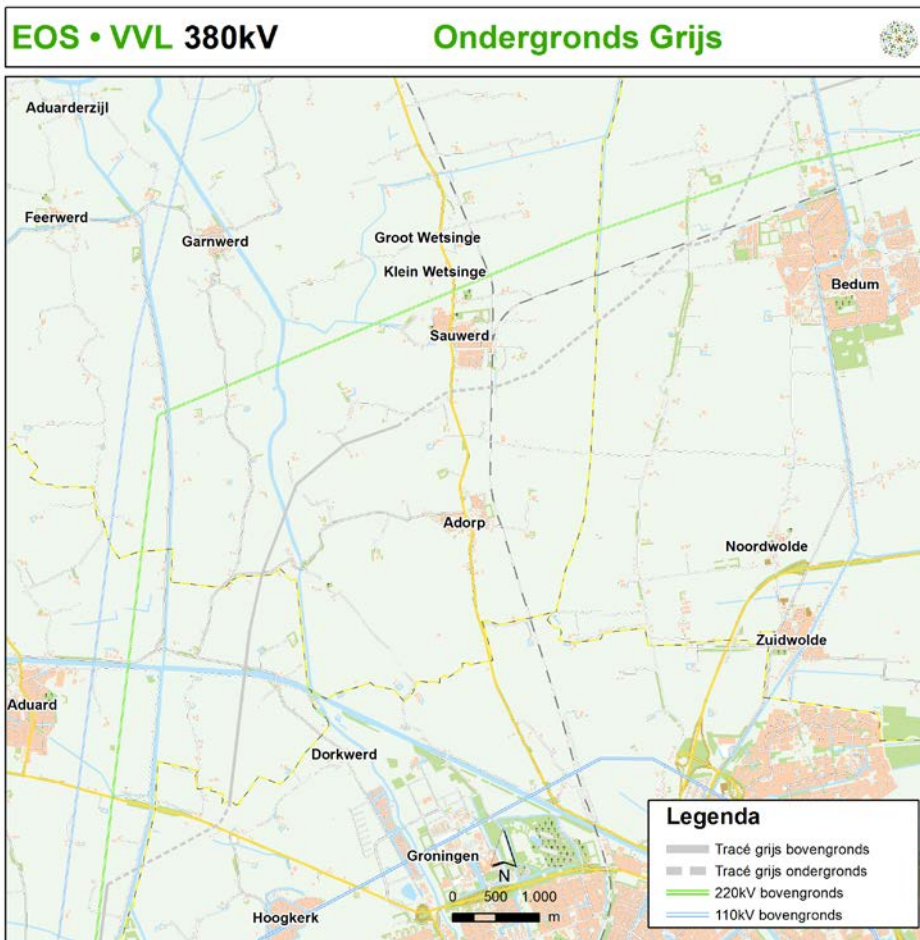 EOS • VVL 380kV
Ondergronds Grijs
Aduarderzijl
Feerwerd
Garnwerd
Groot Wetsinge
Klein Wetsinge
Bedum
Sauwerd
Adorp
Noordwolde
Zuidwolde
Aduard
Dorkwerd
Groningen
Hoogkerk
N
0 500 1.000
m
Legenda
Tracé grijs bovengronds
Tracé grijs ondergronds
220kV bovengronds
110kV bovengronds